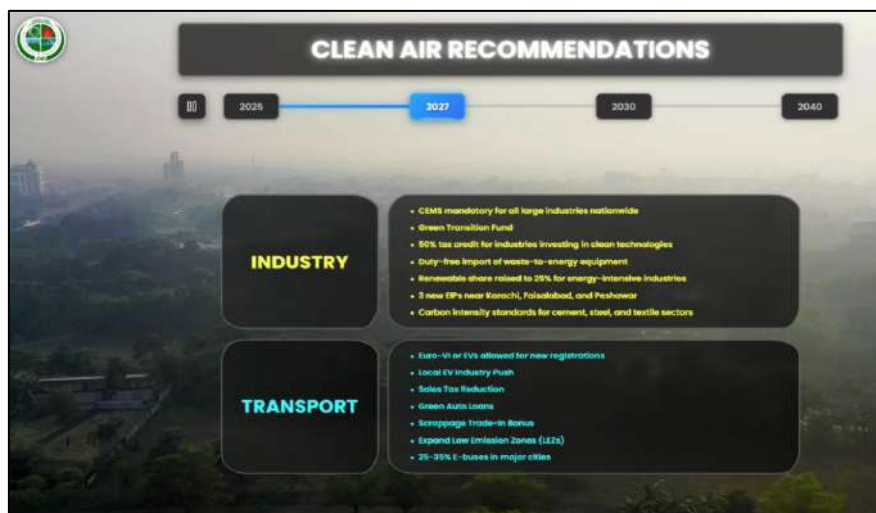 CLEAN AIR RECOMMENDATIONS
2025
2027
2030
2040
INDUSTRY
• CEMS mandatory for all large industries nationwide
• Green Transition Fund
• 50% tax credit for industries investing in clean technologies
• Duty-free import of waste-to-energy equipment
• Renewable share raised to 25% for energy-intensive industries
• 3 new EIPs near Karachi, Faisalabad, and Peshawar
• Carbon intensity standards for cement, steel, and textile sectors
TRANSPORT
• Euro-VI or EVs allowed for new registrations
• Local EV Industry Push
• Sales Tax Reduction
• Green Auto Loans
• Scrappage Trade-In Bonus
• Expand Low Emission Zones (LEZs)
• 25-35% E-buses in major cities